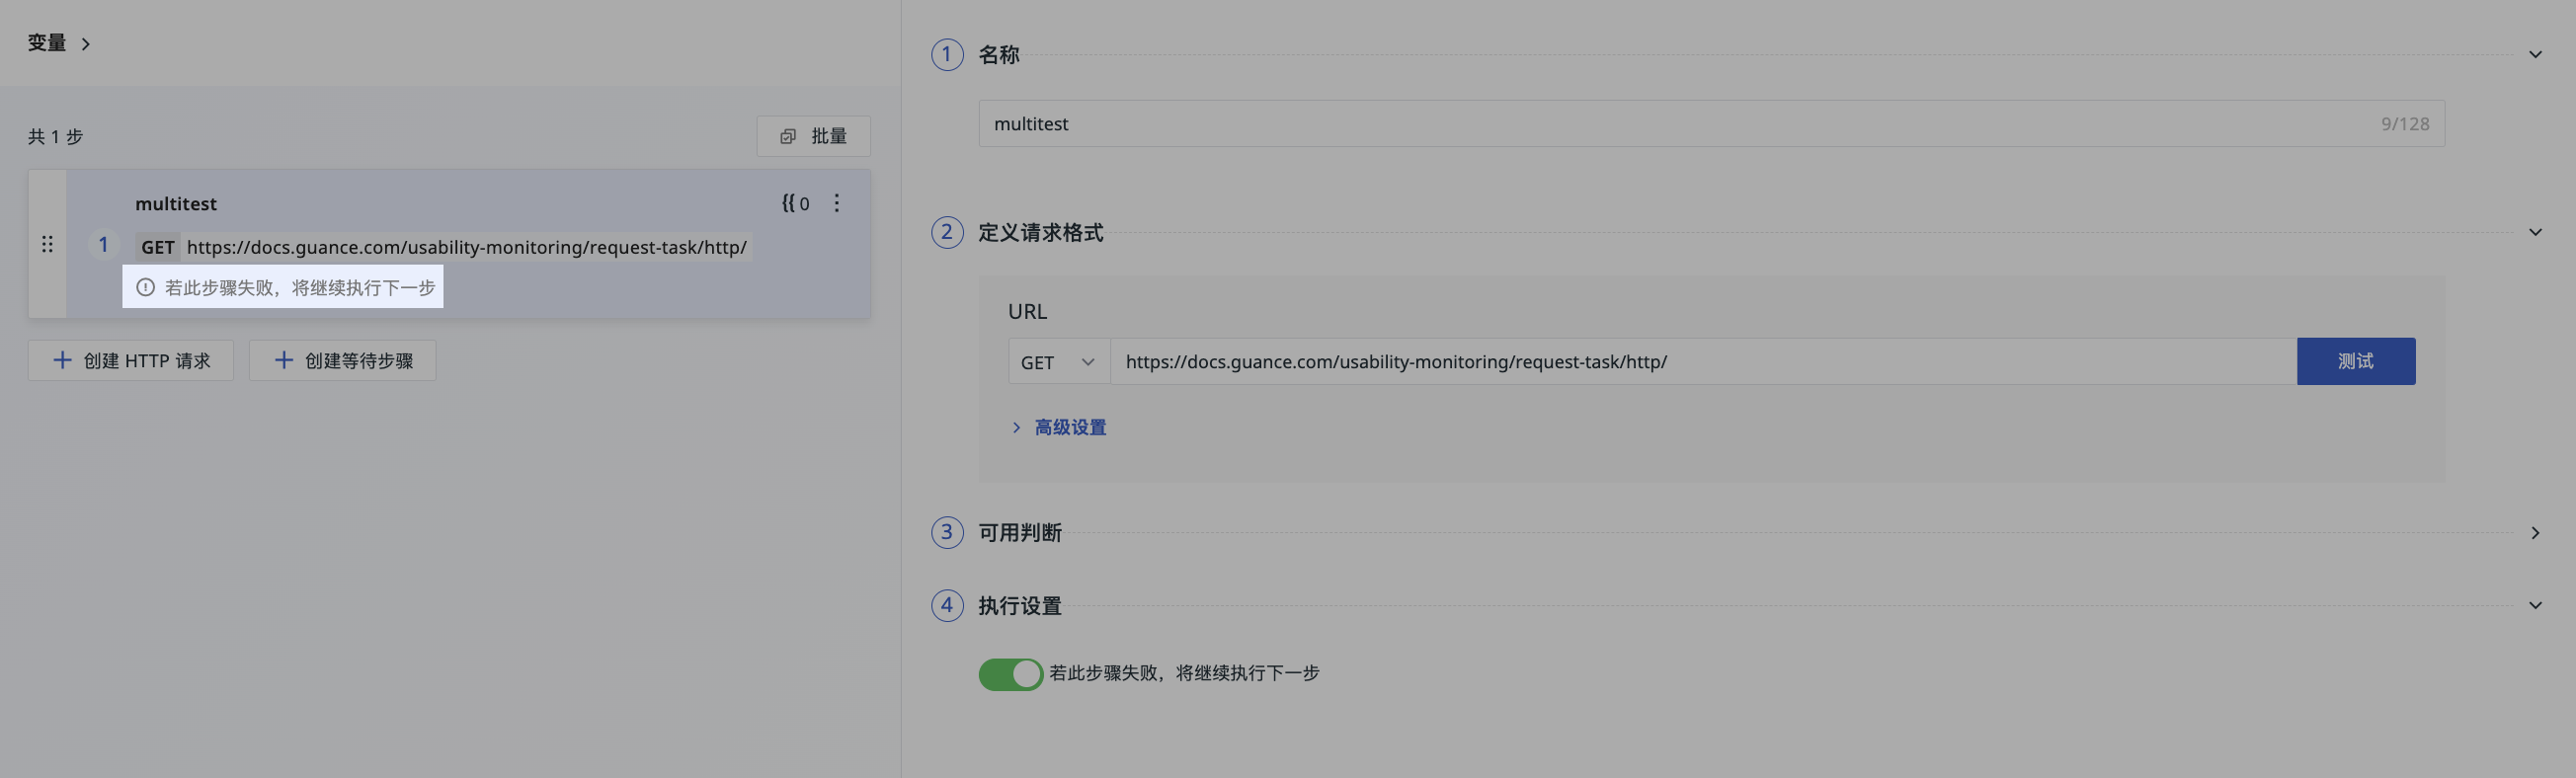 变量
共 1 步
批量
multitest
{{ 0
1
GET https://docs.guance.com/usability-monitoring/request-task/http/
若此步骤失败，将继续执行下一步
创建 HTTP 请求
创建等待步骤
1 名称
multitest
9/128
2 定义请求格式
URL
GET
https://docs.guance.com/usability-monitoring/request-task/http/
测试
高级设置
3 可用判断
4 执行设置
若此步骤失败，将继续执行下一步